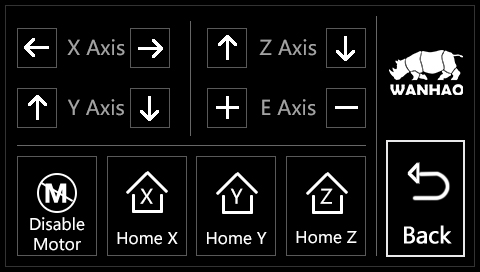 X Axis
Z Axis
WANHAO
Y Axis
E Axis
M
Disable
Motor
X
Home X
Y
Home Y
Z
Home Z
Back